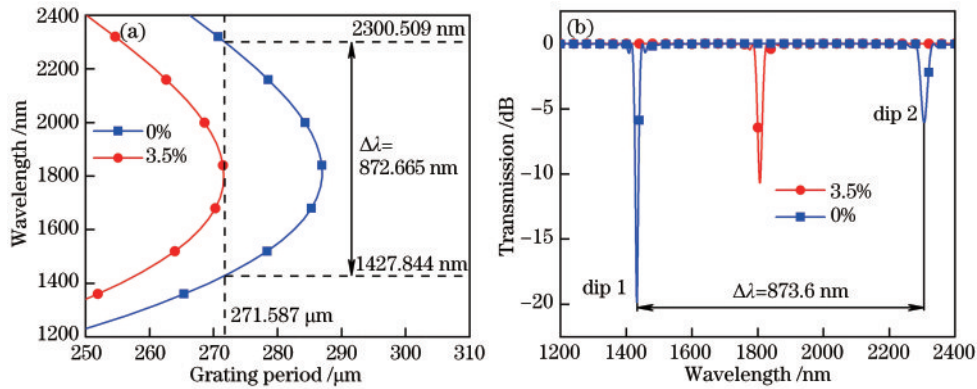 (a)
2400
2200
2000
1800
1600
1400
1200
Wavelength /nm
250
260
270
280
290
300
310
Grating period /μm
0%
3.5%
2300.509 nm
Δλ=
872.665 nm
1427.844 nm
271.587 μm
(b)
0
−5
−10
−15
−20
Transmission /dB
1200
1400
1600
1800
2000
2200
2400
Wavelength /nm
dip 2
3.5%
0%
dip 1
Δλ=873.6 nm